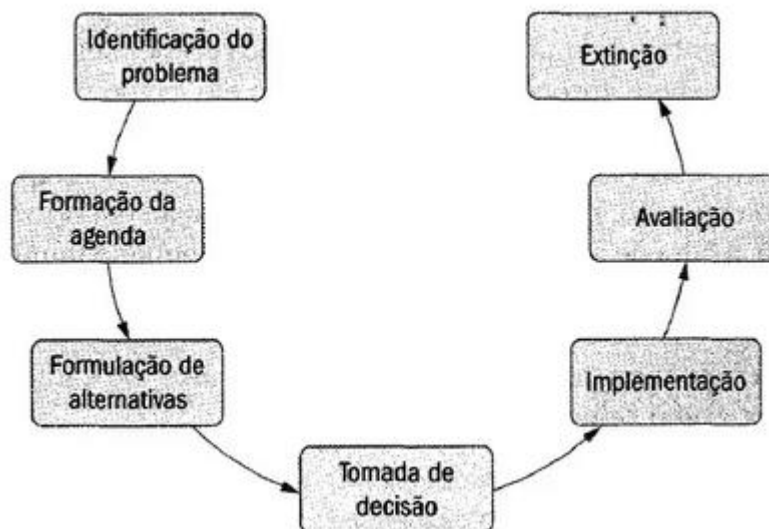 Identificação do
problema
Formação da
agenda
Formulação de
alternativas
Tomada de
decisão
Implementação
Avaliação
Extinção